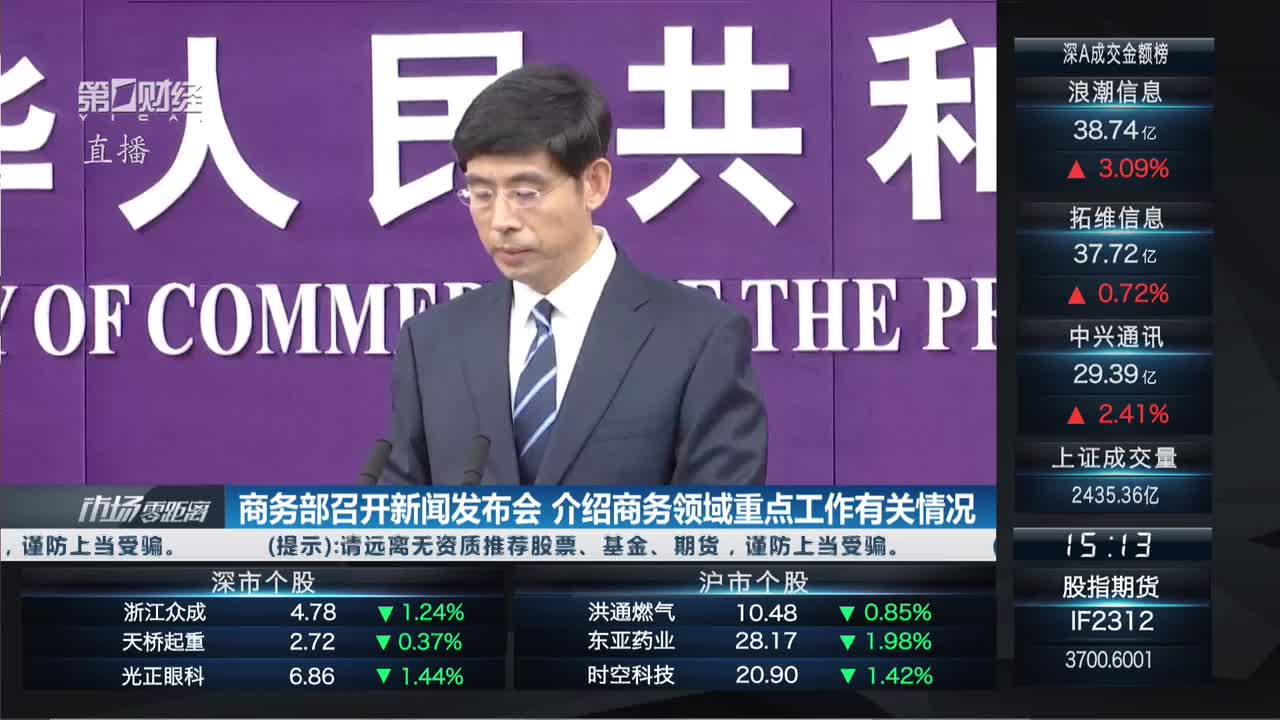 华人民共和
第一财经
YICAI
直播
Y OF COMME THE PE
市场零距离
商务部召开新闻发布会 介绍商务领域重点工作有关情况
，谨防上当受骗。 (提示):请远离无资质推荐股票、基金、期货，谨防上当受骗。
深市个股
浙江众成 4.78 ▼1.24%
天桥起重 2.72 ▼0.37%
光正眼科 6.86 ▼1.44%
沪市个股
洪通燃气 10.48 ▼0.85%
东亚药业 28.17 ▼1.98%
时空科技 20.90 ▼1.42%
深A成交金额榜
浪潮信息
38.74亿
▲ 3.09%
拓维信息
37.72亿
▲ 0.72%
中兴通讯
29.39亿
▲ 2.41%
上证成交量
2435.36亿
15:13
股指期货
IF2312
3700.6001